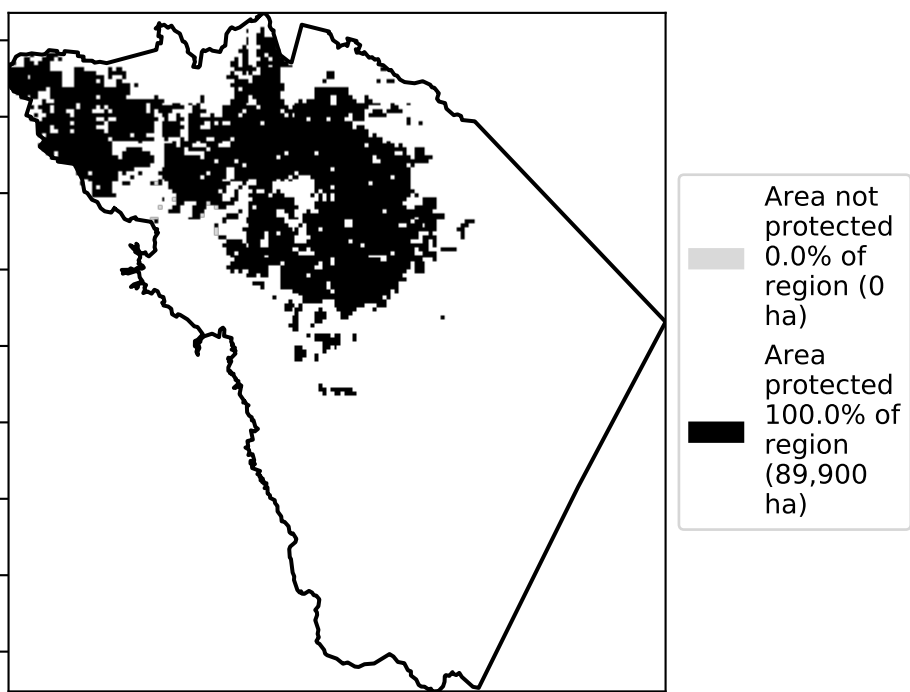 Area not
protected
0.0% of
region (0
ha)
Area
protected
100.0% of
region
(89,900
ha)